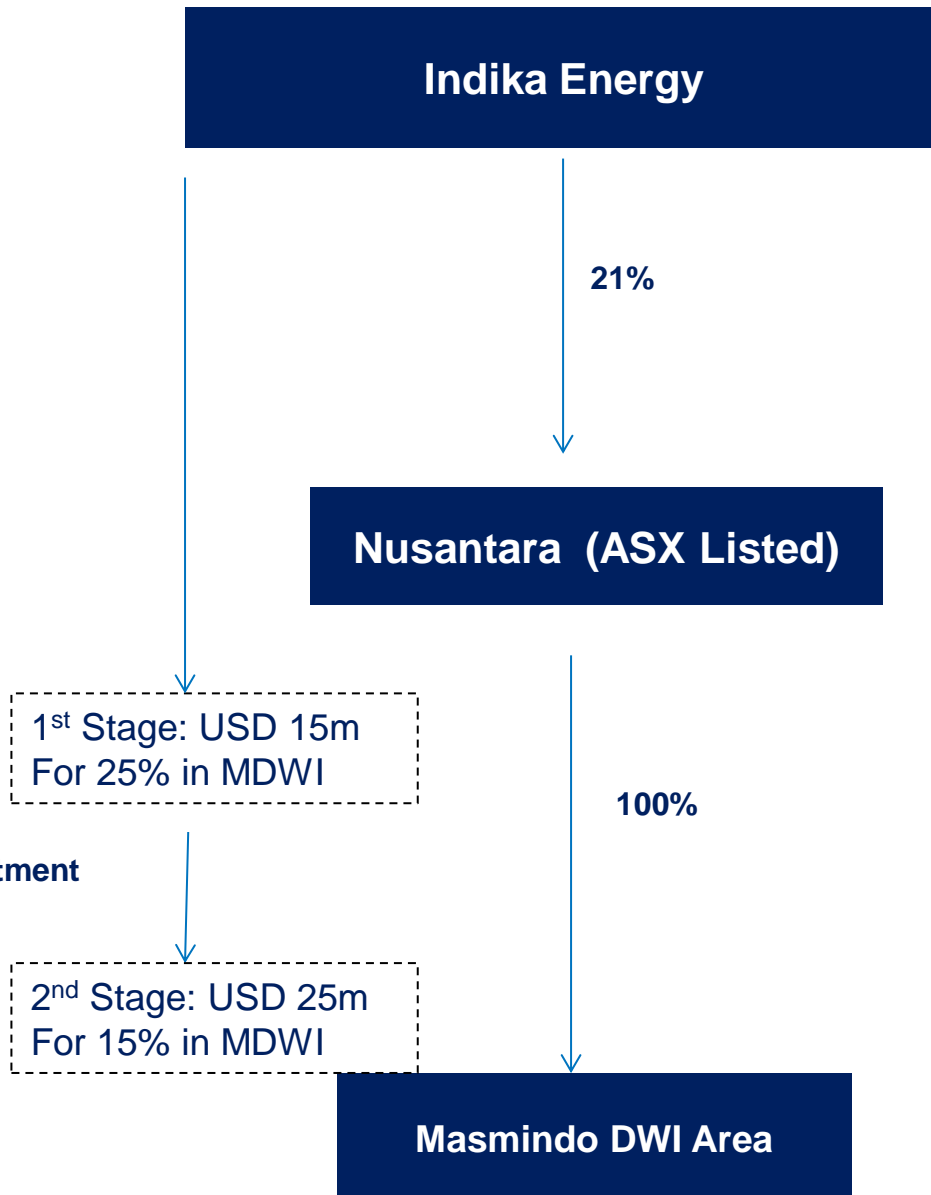 Indika Energy
21%
Nusantara (ASX Listed)
1st Stage: USD 15m
For 25% in MDWI
100%
tment
2nd Stage: USD 25m
For 15% in MDWI
Masmindo DWI Area